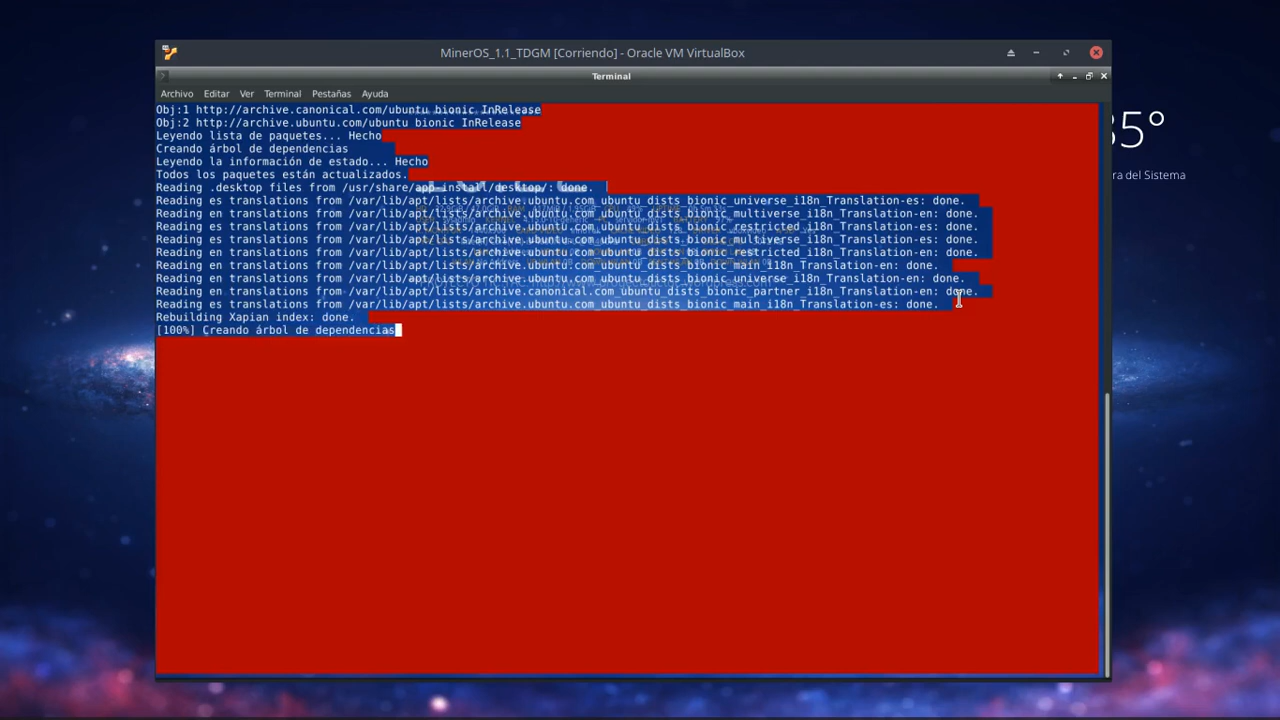 MinerOS_1.1_TDGM [Corriendo] - Oracle VM VirtualBox
Terminal
Archivo Editar Ver Terminal Pestañas Ayuda
Obj:1 http://archive.canonical.com/ubuntu bionic InRelease
Obj:2 http://archive.ubuntu.com/ubuntu bionic InRelease
Leyendo lista de paquetes... Hecho
Creando árbol de dependencias
Leyendo la información de estado... Hecho
Todos los paquetes están actualizados.
Reading .desktop files from /usr/share/app-install/desktop/: done.
Reading es translations from /var/lib/apt/lists/archive.ubuntu.com_ubuntu_dists_bionic_universe_i18n_Translation-es: done.
Reading en translations from /var/lib/apt/lists/archive.ubuntu.com_ubuntu_dists_bionic_multiverse_i18n_Translation-en: done.
Reading en translations from /var/lib/apt/lists/archive.ubuntu.com_ubuntu_dists_bionic_restricted_i18n_Translation-en: done.
Reading es translations from /var/lib/apt/lists/archive.ubuntu.com_ubuntu_dists_bionic_multiverse_i18n_Translation-es: done.
Reading es translations from /var/lib/apt/lists/archive.ubuntu.com_ubuntu_dists_bionic_restricted_i18n_Translation-es: done.
Reading en translations from /var/lib/apt/lists/archive.ubuntu.com_ubuntu_dists_bionic_main_i18n_Translation-en: done.
Reading en translations from /var/lib/apt/lists/archive.ubuntu.com_ubuntu_dists_bionic_universe_i18n_Translation-en: done.
Reading en translations from /var/lib/apt/lists/archive.canonical.com_ubuntu_dists_bionic_partner_i18n_Translation-en: done.
Reading es translations from /var/lib/apt/lists/archive.ubuntu.com_ubuntu_dists_bionic_main_i18n_Translation-es: done.
Rebuilding Xapian index: done.
[100%] Creando árbol de dependencias
5°
ra del Sistema